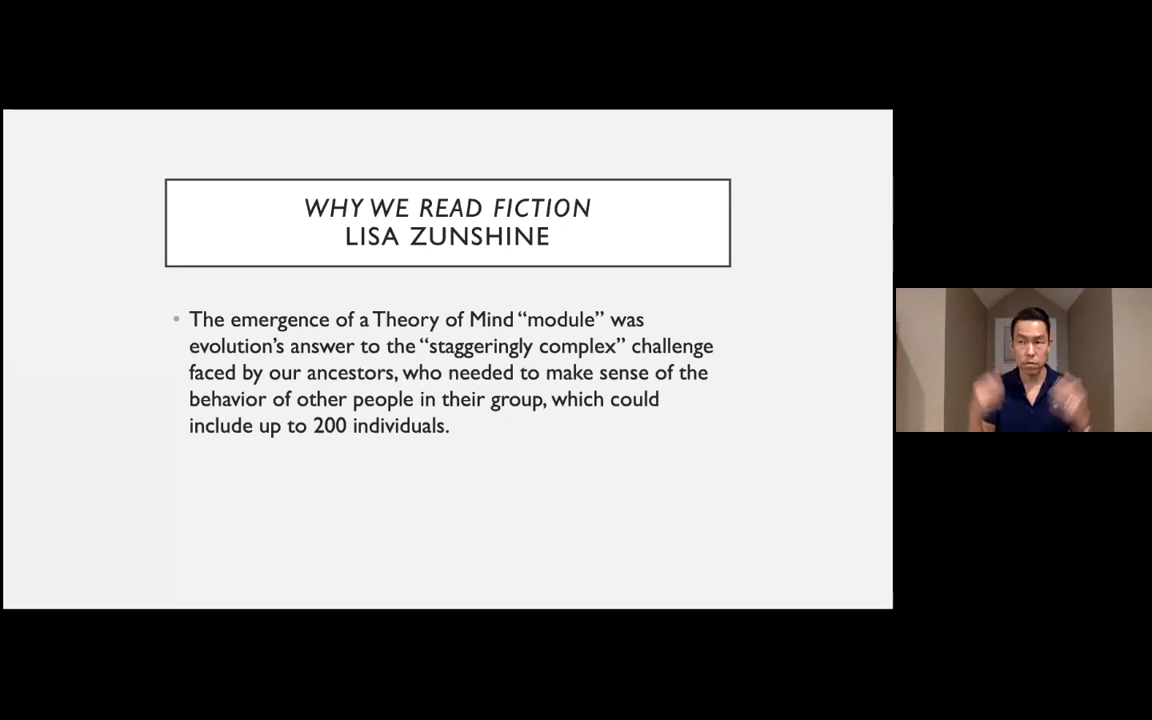 WHY WE READ FICTION
LISA ZUNSHINE
• The emergence of a Theory of Mind “module” was
evolution’s answer to the “staggeringly complex” challenge
faced by our ancestors, who needed to make sense of the
behavior of other people in their group, which could
include up to 200 individuals.